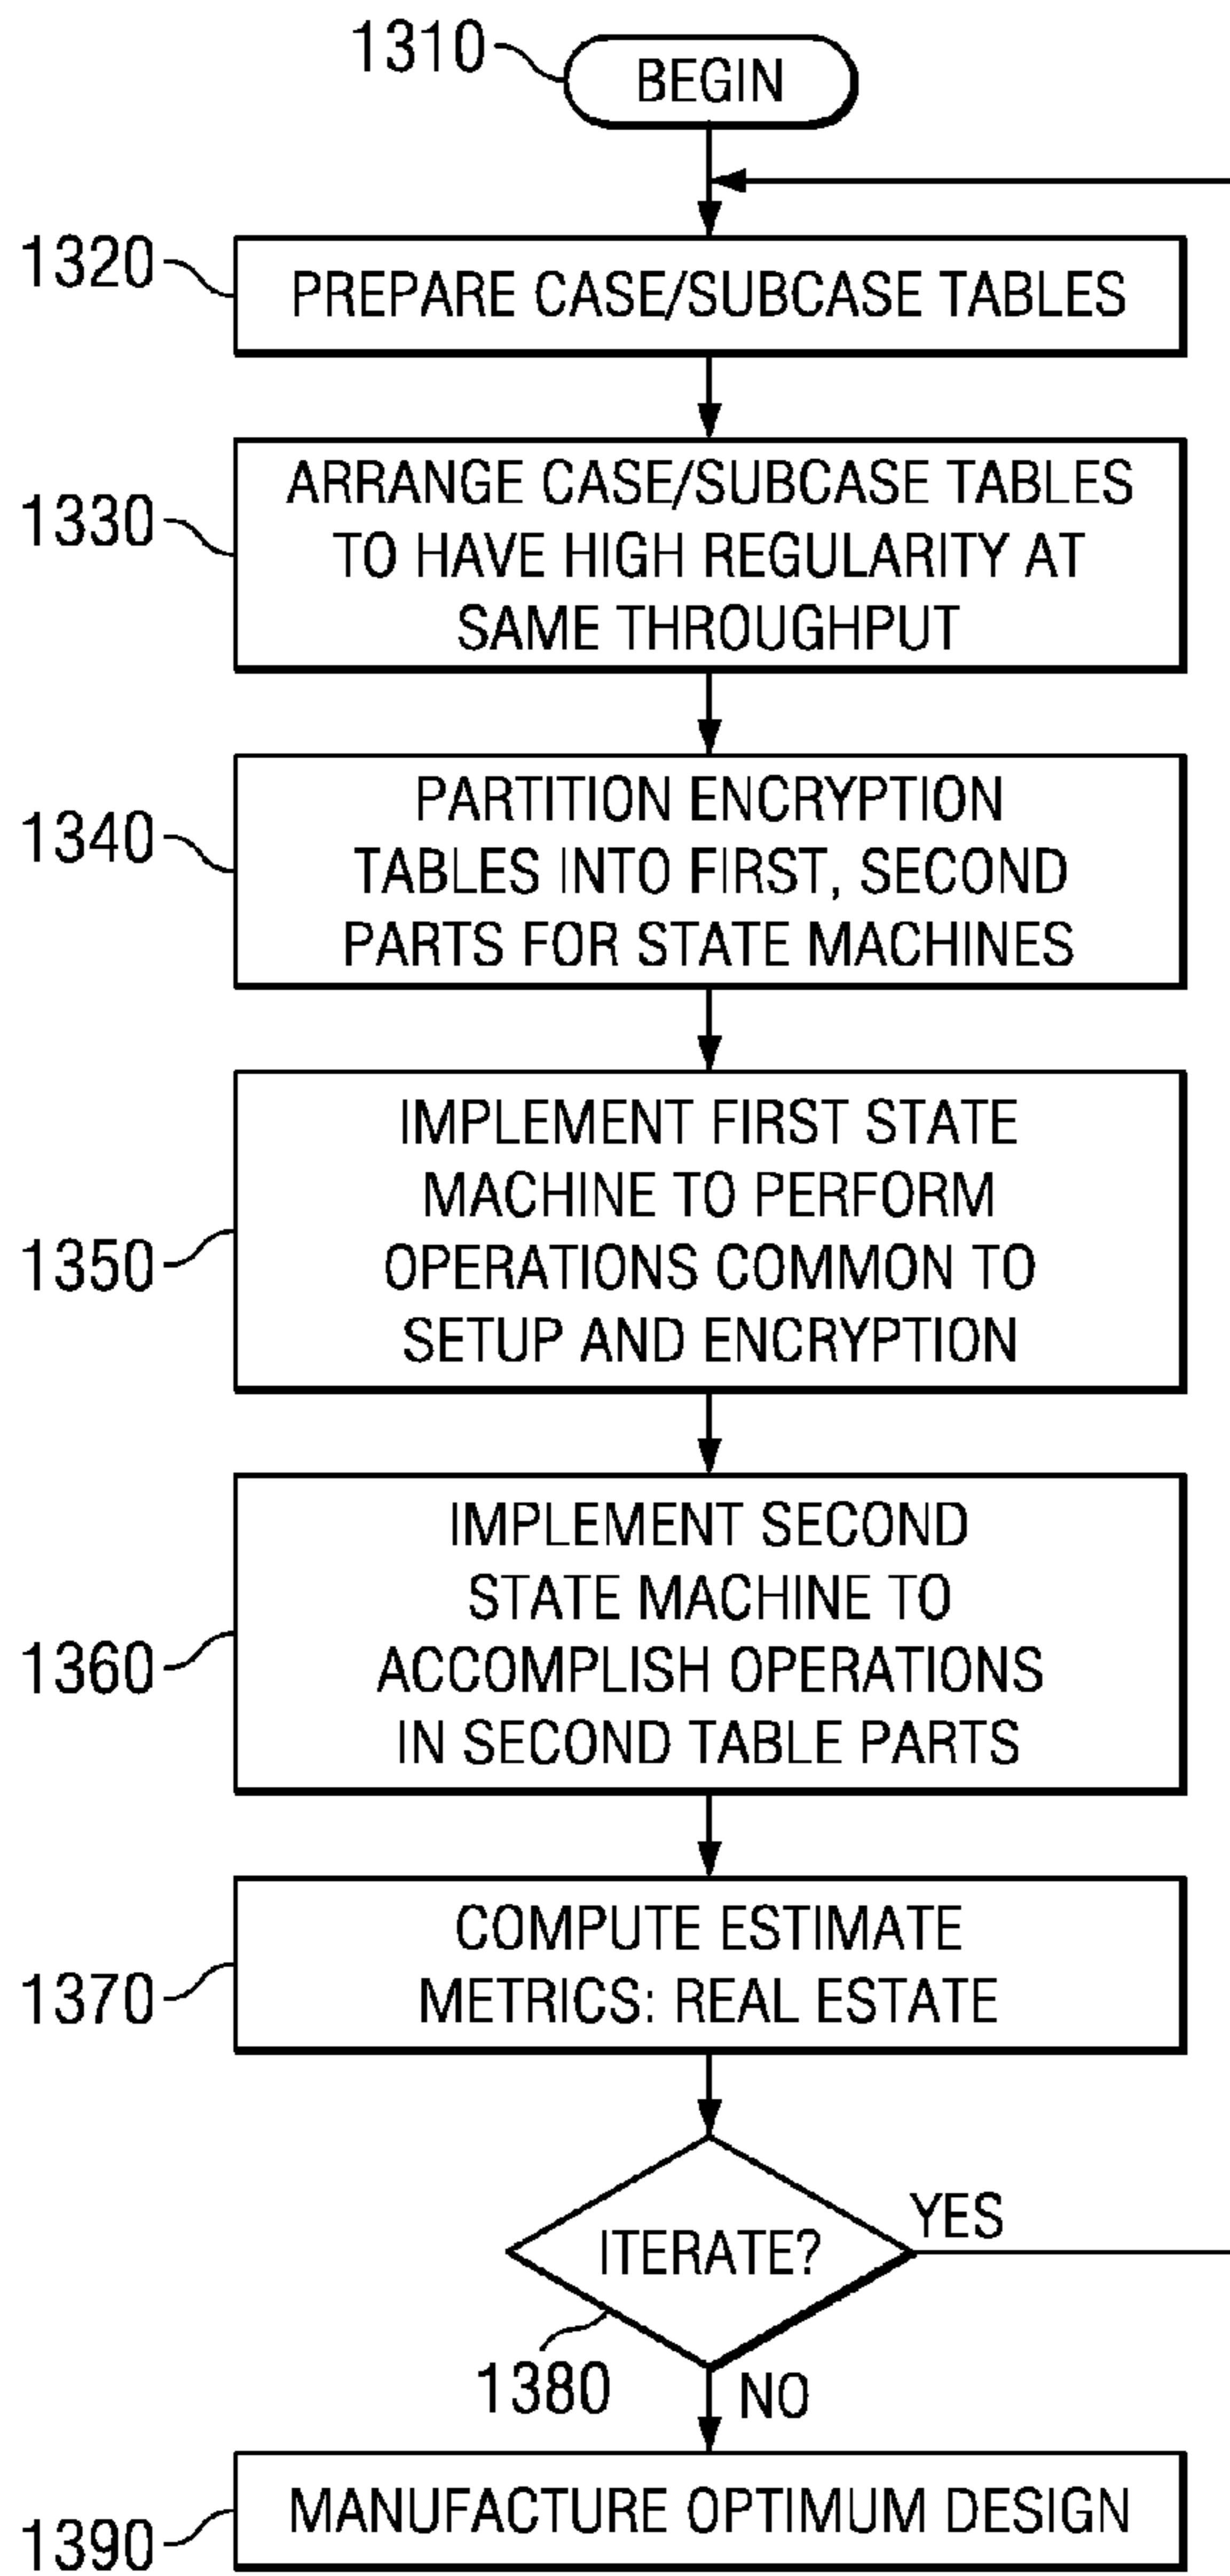 1310
BEGIN
1320
PREPARE CASE/SUBCASE TABLES
1330
ARRANGE CASE/SUBCASE TABLES
TO HAVE HIGH REGULARITY AT
SAME THROUGHPUT
1340
PARTITION ENCRYPTION
TABLES INTO FIRST, SECOND
PARTS FOR STATE MACHINES
1350
IMPLEMENT FIRST STATE
MACHINE TO PERFORM
OPERATIONS COMMON TO
SETUP AND ENCRYPTION
1360
IMPLEMENT SECOND
STATE MACHINE TO
ACCOMPLISH OPERATIONS
IN SECOND TABLE PARTS
1370
COMPUTE ESTIMATE
METRICS: REAL ESTATE
ITERATE?
YES
1380
NO
1390
MANUFACTURE OPTIMUM DESIGN